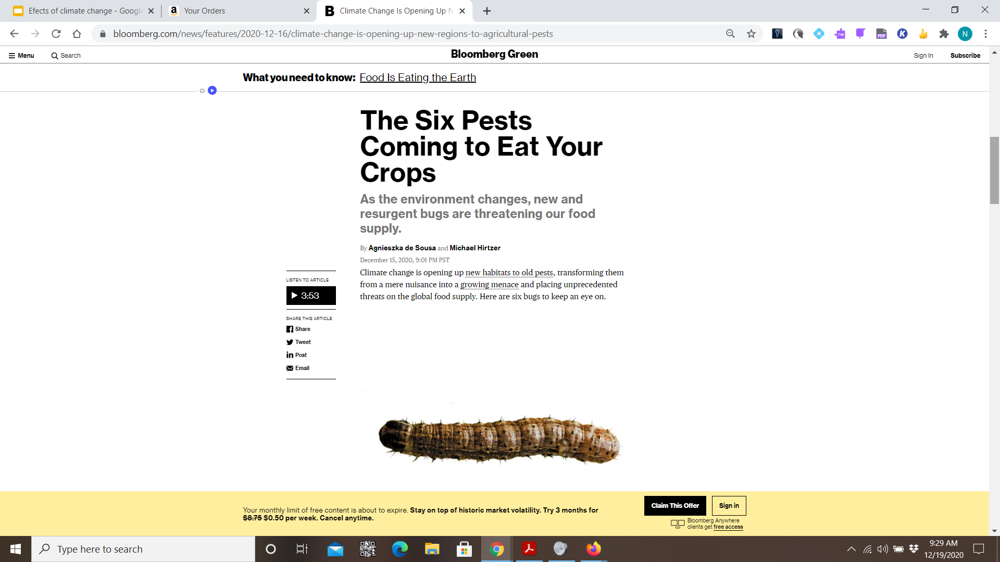 Efects of climate change - Googl
Your Orders
Climate Change Is Opening Up N
bloomberg.com/news/features/2020-12-16/climate-change-is-opening-up-new-regions-to-agricultural-pests
rw
PDF
K
N
Menu
Search
Bloomberg Green
Sign In
Subscribe
What you need to know: Food Is Eating the Earth
The Six Pests
Coming to Eat Your
Crops
As the environment changes, new and
resurgent bugs are threatening our food
supply.
By Agnieszka de Sousa and Michael Hirtzer
December 15, 2020, 9:01 PM PST
Climate change is opening up new habitats to old pests, transforming them
from a mere nuisance into a growing menace and placing unprecedented
threats on the global food supply. Here are six bugs to keep an eye on.
LISTEN TO ARTICLE
3:53
SHARE THIS ARTICLE
Share
Tweet
Post
Email
Your monthly limit of free content is about to expire. Stay on top of historic market volatility. Try 3 months for
$8.75 $0.50 per week. Cancel anytime.
Claim This Offer
Sign in
Bloomberg Anywhere
clients get free access
Type here to search
9:29 AM
12/19/2020